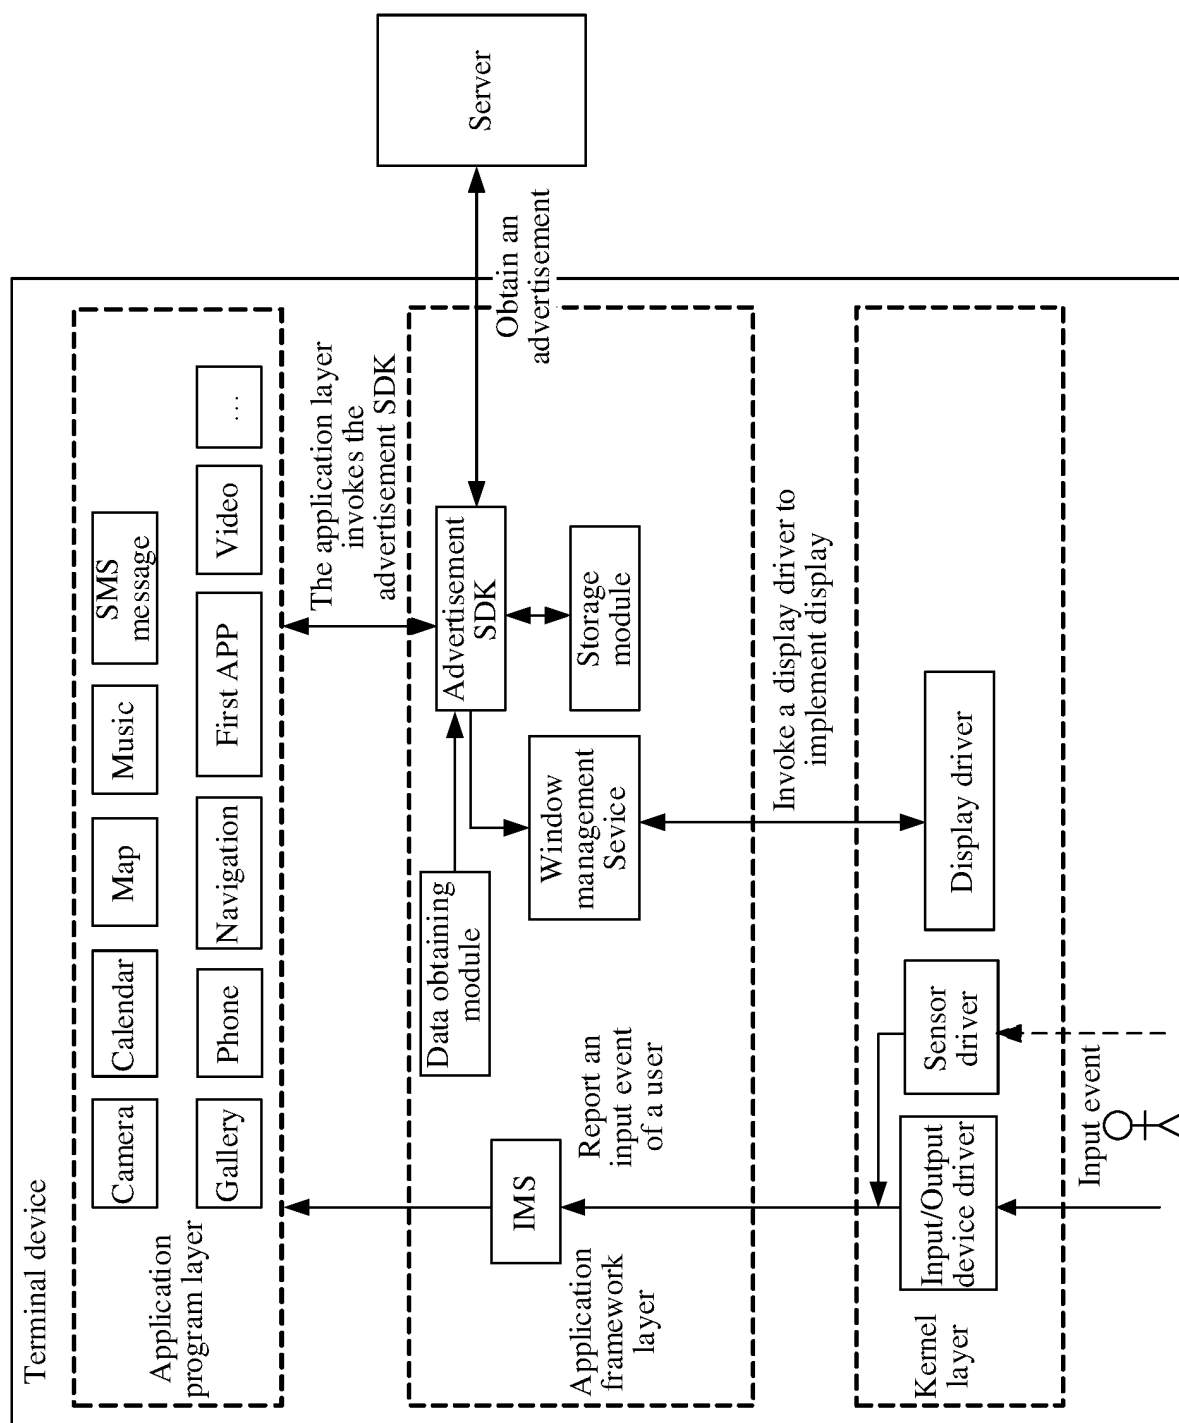 Terminal device
Application
program layer
Camera
Calendar
Map
Music
SMS
message
Gallery
Phone
Navigation
First APP
Video
...
The application layer
invokes the
advertisement SDK
Server
Obtain an
advertisement
Application
framework
layer
IMS
Data obtaining
module
Advertisement
SDK
Window
management
Sevice
Storage
module
Report an
input event
of a user
Invoke a display driver to
implement display
Kernel
layer
Input/Output
device driver
Sensor
driver
Display driver
Input event